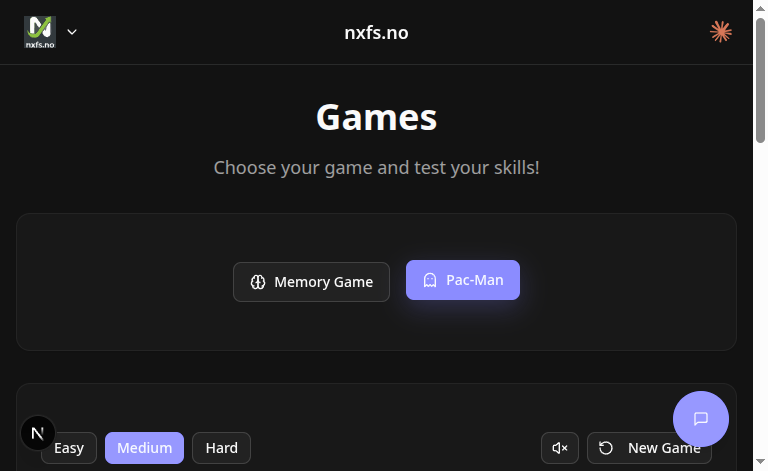 nxfs.no
nxfs.no
Games
Choose your game and test your skills!
Memory Game
Pac-Man
Easy
Medium
Hard
New Game
N